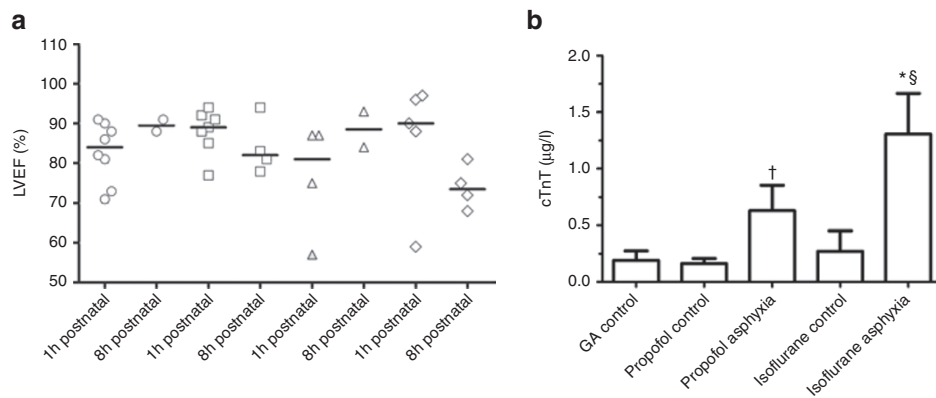 a
110
100
90
80
70
60
50
LVEF (%)
1h postnatal
8h postnatal
1h postnatal
8h postnatal
1h postnatal
8h postnatal
1h postnatal
8h postnatal
b
2.0
1.5
1.0
0.5
0.0
cTnT (µg/l)
†
*§
GA control
Propofol control
Propofol asphyxia
Isoflurane control
Isoflurane asphyxia